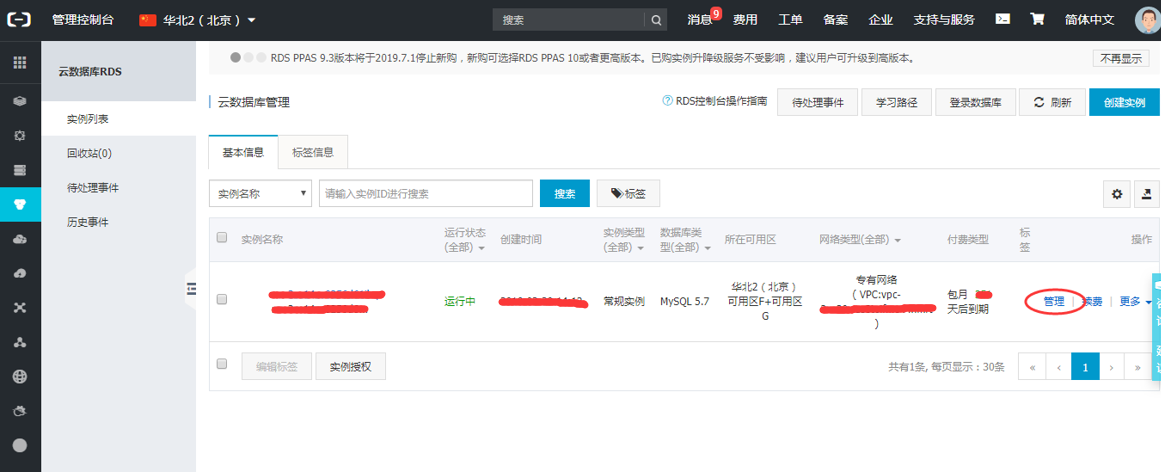 管理控制台 华北2（北京） 搜索 消息 9 费用 工单 备案 企业 支持与服务 简体中文
云数据库RDS
实例列表
回收站(0)
待处理事件
历史事件
RDS PPAS 9.3版本将于2019.7.1停止新购，新购可选择RDS PPAS 10或者更高版本。已购实例升降级服务不受影响，建议用户可升级到高版本。 不再显示
云数据库管理 RDS控制台操作指南 待处理事件 学习路径 登录数据库 刷新 创建实例
基本信息 标签信息
实例名称 请输入实例ID进行搜索 搜索 标签
实例名称 运行状态 创建时间 实例类型 数据库类 所在可用区 网络类型(全部) 付费类型 标 操作
(全部) (全部) 型(全部) 签
专有网络
华北2（北京） （VPC:vpc- 包月
运行中 常规实例 MySQL 5.7 可用区F+可用区 管理 | 续费 | 更多
G 天后到期
）
编辑标签 实例授权 共有1条, 每页显示：30条 « ‹ 1 › »